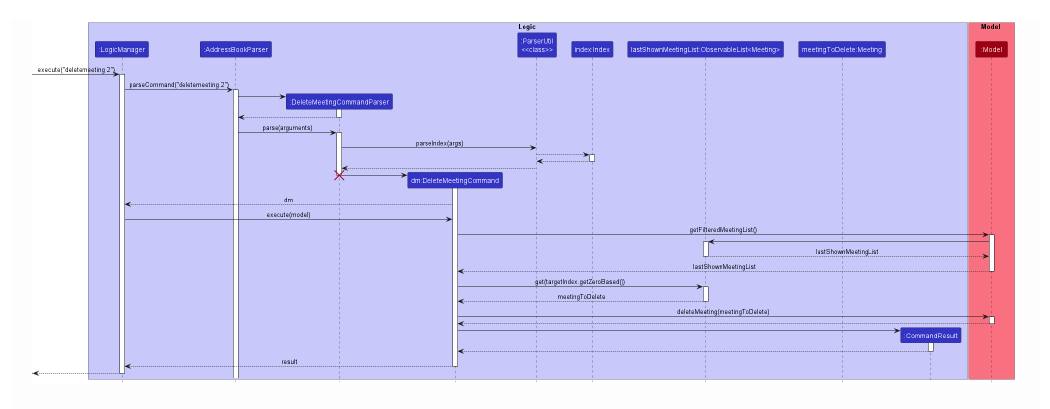 Logic
Model
:LogicManager
:AddressBookParser
:ParserUtil
<<class>>
index:Index
lastShownMeetingList:ObservableList<Meeting>
meetingToDelete:Meeting
:Model
execute("deletemeeting 2")
parseCommand("deletemeeting 2")
:DeleteMeetingCommandParser
parse(arguments)
parseIndex(args)
dm:DeleteMeetingCommand
dm
execute(model)
getFilteredMeetingList()
lastShownMeetingList
lastShownMeetingList
get(targetIndex.getZeroBased())
meetingToDelete
deleteMeeting(meetingToDelete)
:CommandResult
result